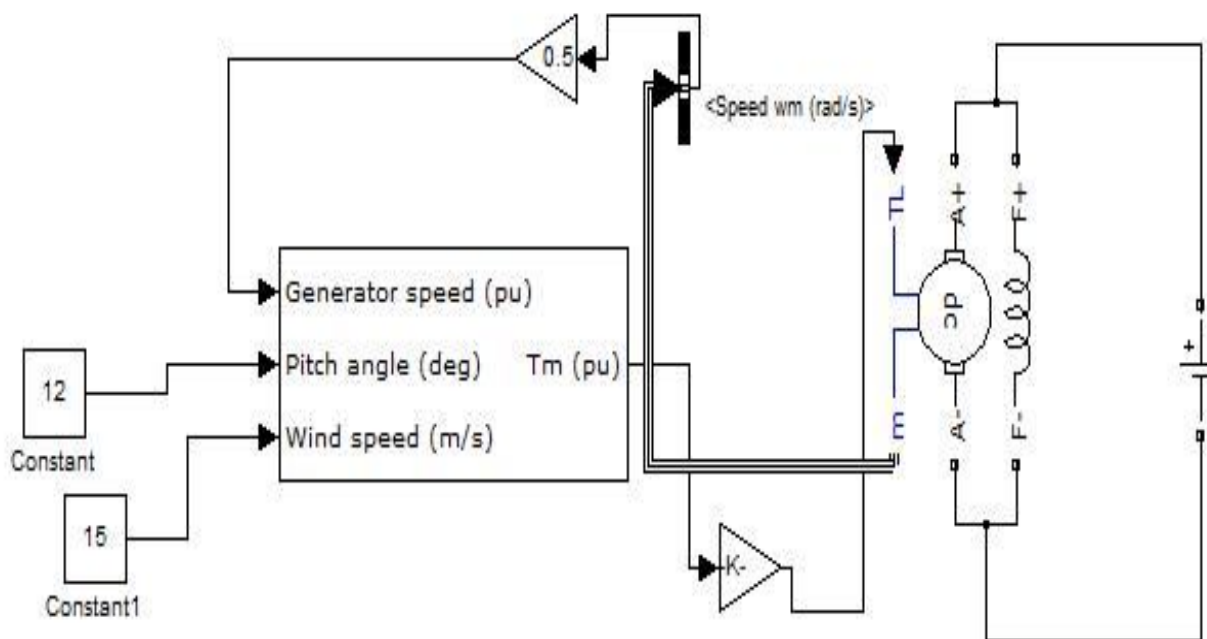 0.5
<Speed wm (rad/s)>
TL
A+
F+
Generator speed (pu)
dc
+
Pitch angle (deg)
Tm (pu)
12
Constant
Wind speed (m/s)
m
A-
F-
15
Constant1
-K-